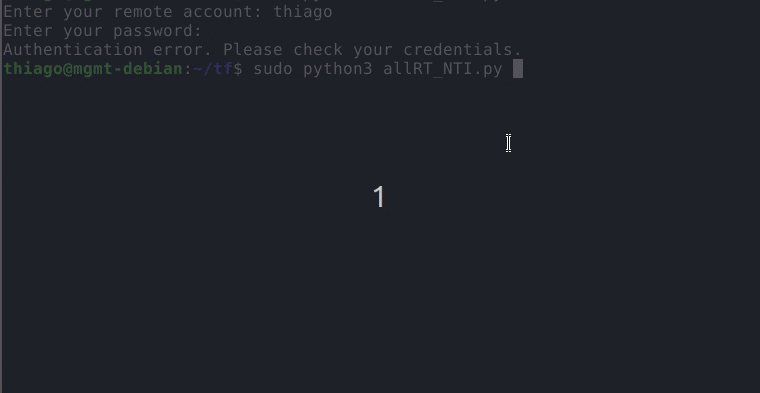 Enter your remote account: thiago
Enter your password:
Authentication error. Please check your credentials.
thiago@mgmt-debian:~/tf$ sudo python3 allRT_NTI.py
1